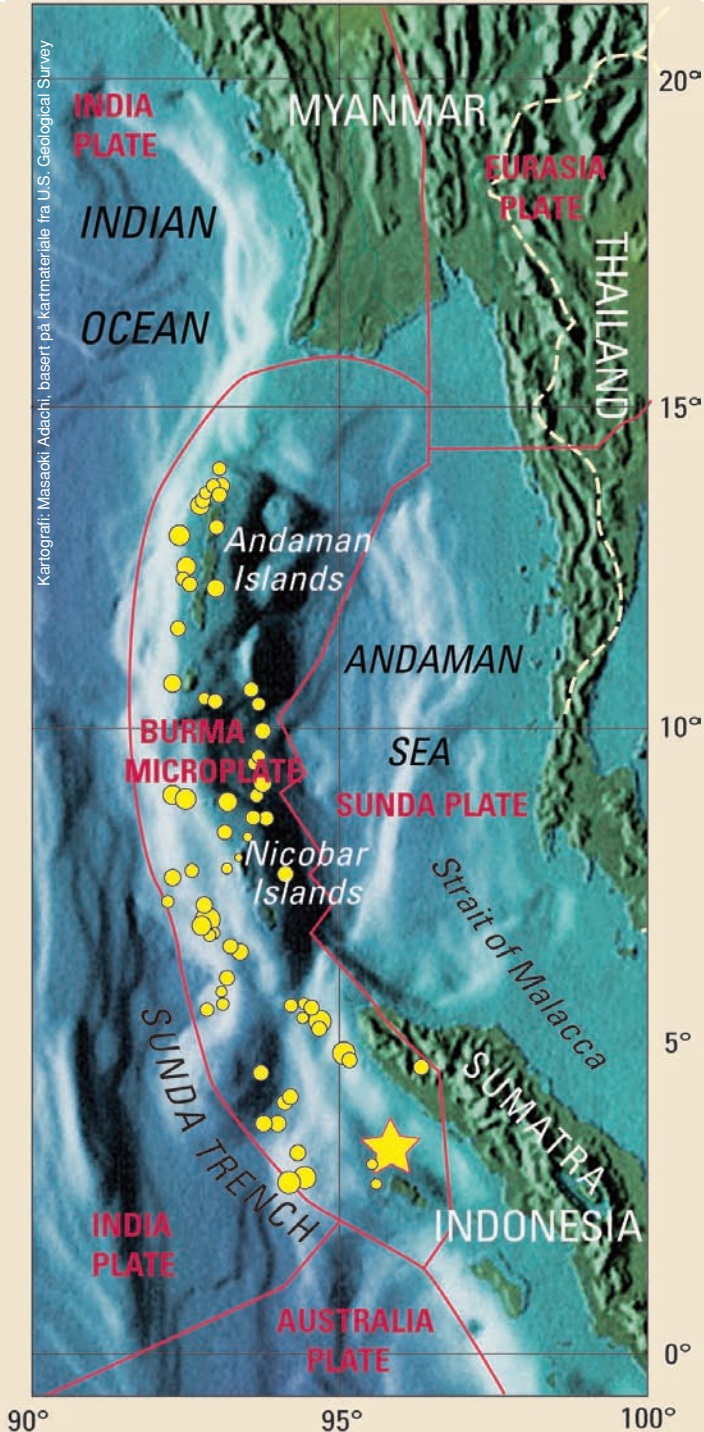 Kartografi: Masaoki Adachi, basert på kartmateriale fra U.S. Geological Survey
INDIA
PLATE
MYANMAR
20°
EURASIA
PLATE
INDIAN
OCEAN
THAILAND
15°
Andaman
Islands
ANDAMAN
SEA
10°
BURMA
MICROPLATE
SUNDA PLATE
Nicobar
Islands
Strait of Malacca
SUNDA TRENCH
5°
SUMATRA
INDIA
PLATE
INDONESIA
AUSTRALIA
PLATE
0°
90°
95°
100°